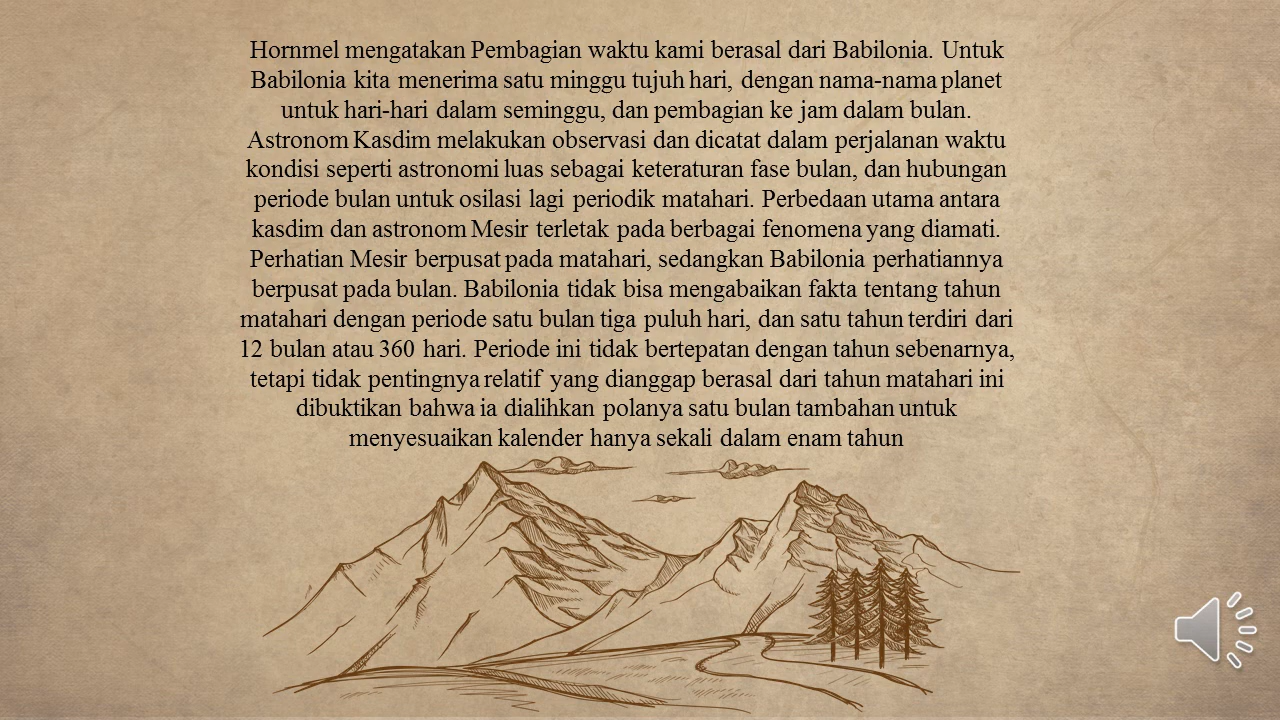 Hornmel mengatakan Pembagian waktu kami berasal dari Babilonia. Untuk
Babilonia kita menerima satu minggu tujuh hari, dengan nama-nama planet
untuk hari-hari dalam seminggu, dan pembagian ke jam dalam bulan.
Astronom Kasdim melakukan observasi dan dicatat dalam perjalanan waktu
kondisi seperti astronomi luas sebagai keteraturan fase bulan, dan hubungan
periode bulan untuk osilasi lagi periodik matahari. Perbedaan utama antara
kasdim dan astronom Mesir terletak pada berbagai fenomena yang diamati.
Perhatian Mesir berpusat pada matahari, sedangkan Babilonia perhatiannya
berpusat pada bulan. Babilonia tidak bisa mengabaikan fakta tentang tahun
matahari dengan periode satu bulan tiga puluh hari, dan satu tahun terdiri dari
12 bulan atau 360 hari. Periode ini tidak bertepatan dengan tahun sebenarnya,
tetapi tidak pentingnya relatif yang dianggap berasal dari tahun matahari ini
dibuktikan bahwa ia dialihkan polanya satu bulan tambahan untuk
menyesuaikan kalender hanya sekali dalam enam tahun